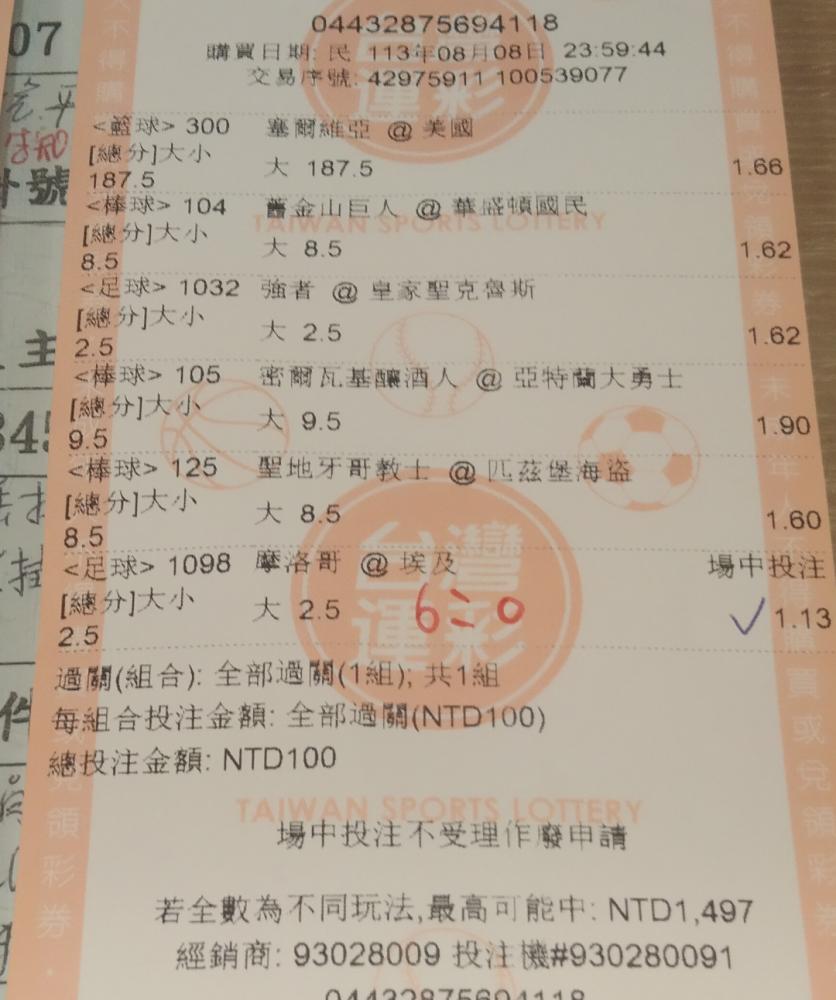 04432875694118
購買日期: 民 113年08月08日 23:59:44
交易序號: 42975911 100539077
<籃球> 300 塞爾維亞 @ 美國
[總分]大小 大 187.5 1.66
187.5
<棒球> 104 舊金山巨人 @ 華盛頓國民
TAIWAN SPORTS LOTTERY
[總分]大小 大 8.5 1.62
8.5
<足球> 1032 強者 @ 皇家聖克魯斯
[總分]大小 大 2.5 1.62
2.5
<棒球> 105 密爾瓦基釀酒人 @ 亞特蘭大勇士
[總分]大小 大 9.5 1.90
9.5
<棒球> 125 聖地牙哥教士 @ 匹茲堡海盜
[總分]大小 大 8.5 1.60
8.5
台灣運彩
<足球> 1098 摩洛哥 @ 埃及 場中投注
[總分]大小 大 2.5 6:0 ✓1.13
2.5
過關(組合): 全部過關(1組); 共1組
每組合投注金額: 全部過關(NTD100)
總投注金額: NTD100
TAIWAN SPORTS LOTTERY
場中投注不受理作廢申請
若全數為不同玩法,最高可能中: NTD1,497
經銷商: 93028009 投注機#930280091
04432875694118
07
主
號
件